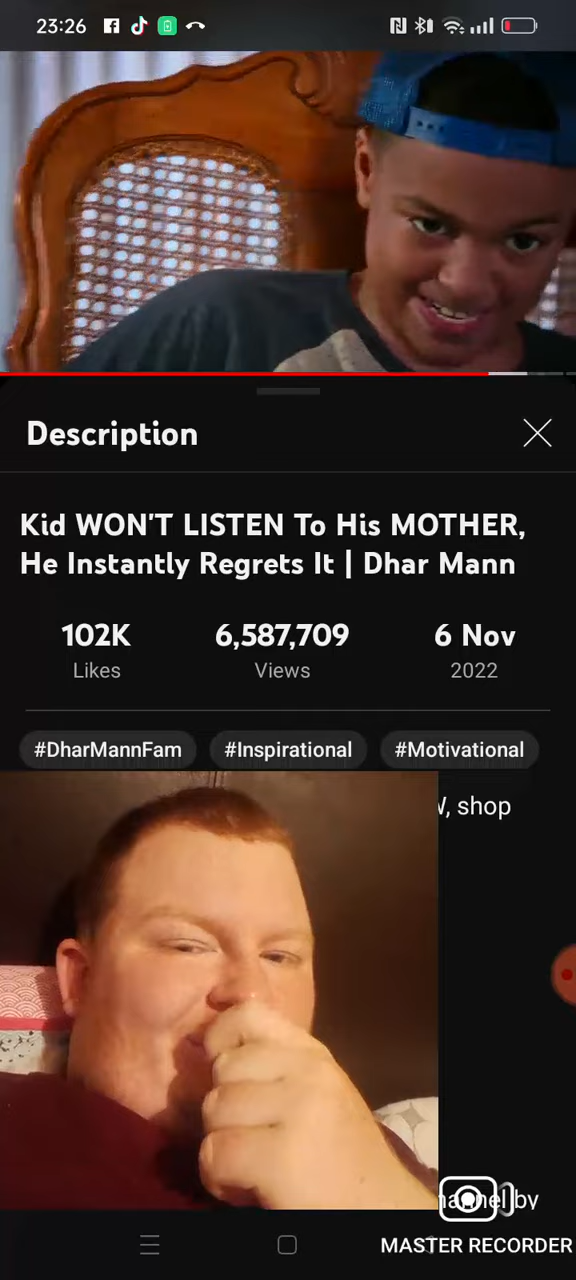 23:26
Description
Kid WON'T LISTEN To His MOTHER,
He Instantly Regrets It | Dhar Mann
102K
6,587,709
6 Nov
Likes
Views
2022
#DharMannFam
#Inspirational
#Motivational
shop
by
MASTER RECORDER